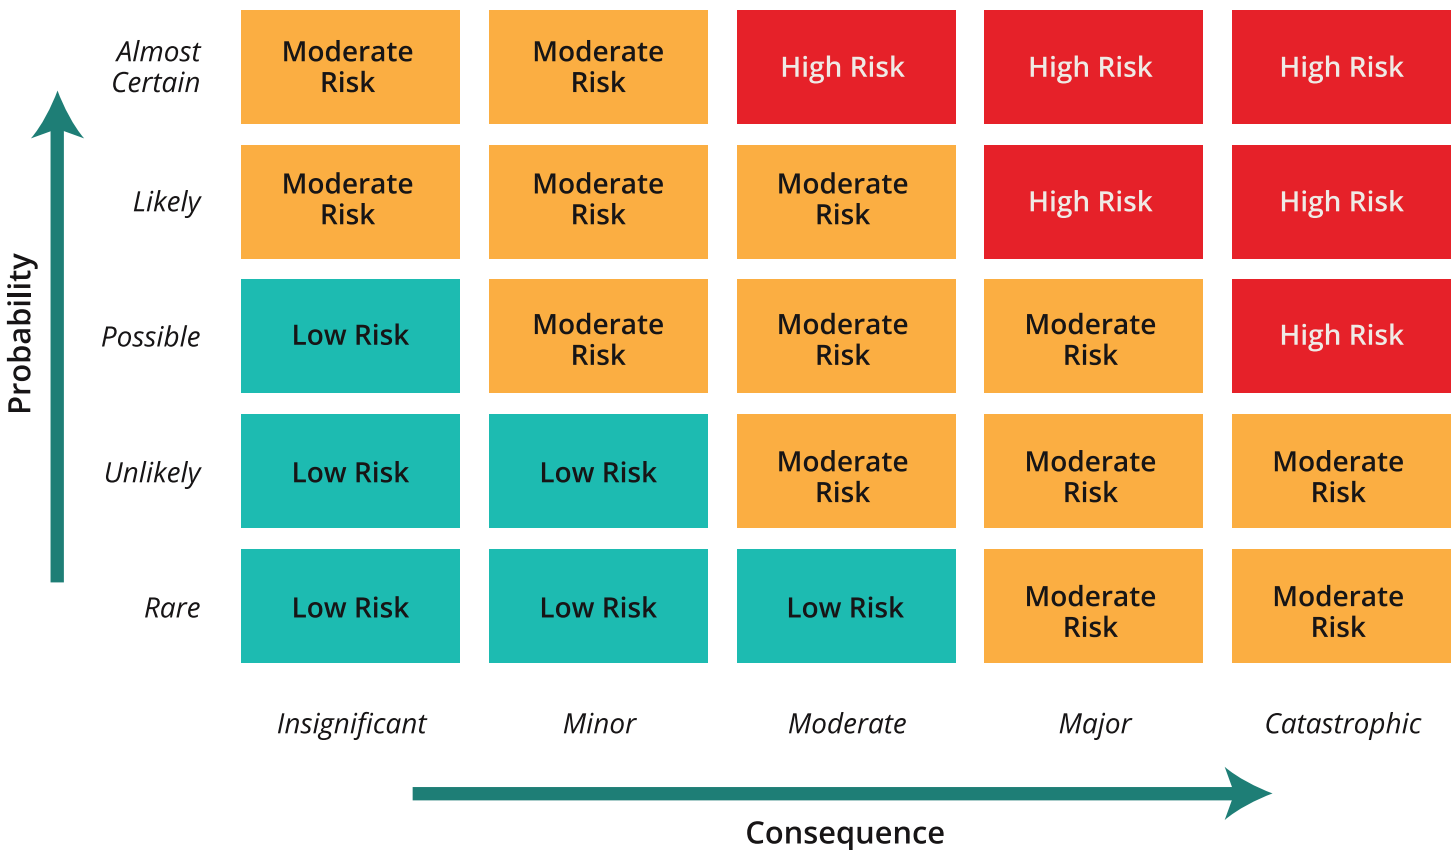 Almost
Certain
Moderate
Risk
Moderate
Risk
High Risk
High Risk
High Risk
Likely
Moderate
Risk
Moderate
Risk
Moderate
Risk
High Risk
High Risk
Probability
Possible
Low Risk
Moderate
Risk
Moderate
Risk
Moderate
Risk
High Risk
Unlikely
Low Risk
Low Risk
Moderate
Risk
Moderate
Risk
Moderate
Risk
Rare
Low Risk
Low Risk
Low Risk
Moderate
Risk
Moderate
Risk
Insignificant
Minor
Moderate
Major
Catastrophic
Consequence